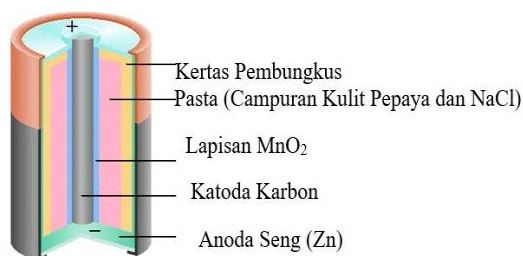 +
Kertas Pembungkus
Pasta (Campuran Kulit Pepaya dan NaCl)
Lapisan MnO₂
Katoda Karbon
−
Anoda Seng (Zn)